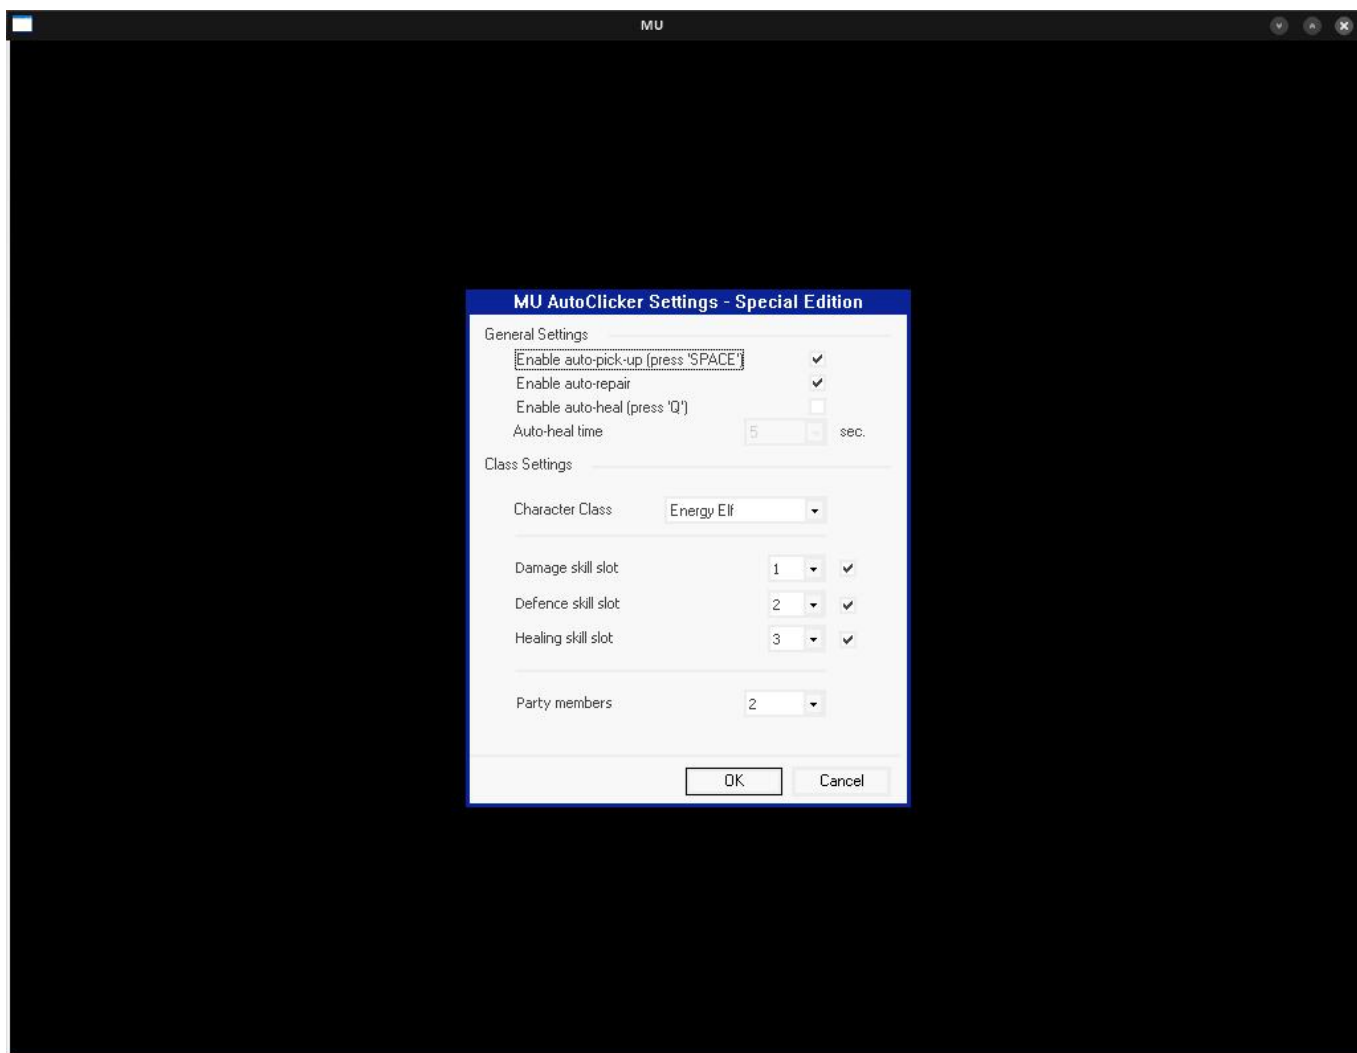 MU
MU AutoClicker Settings - Special Edition
General Settings
Enable auto-pick-up (press 'SPACE')
Enable auto-repair
Enable auto-heal (press 'Q')
Auto-heal time 5 sec.
Class Settings
Character Class Energy Elf
Damage skill slot 1
Defence skill slot 2
Healing skill slot 3
Party members 2
OK Cancel